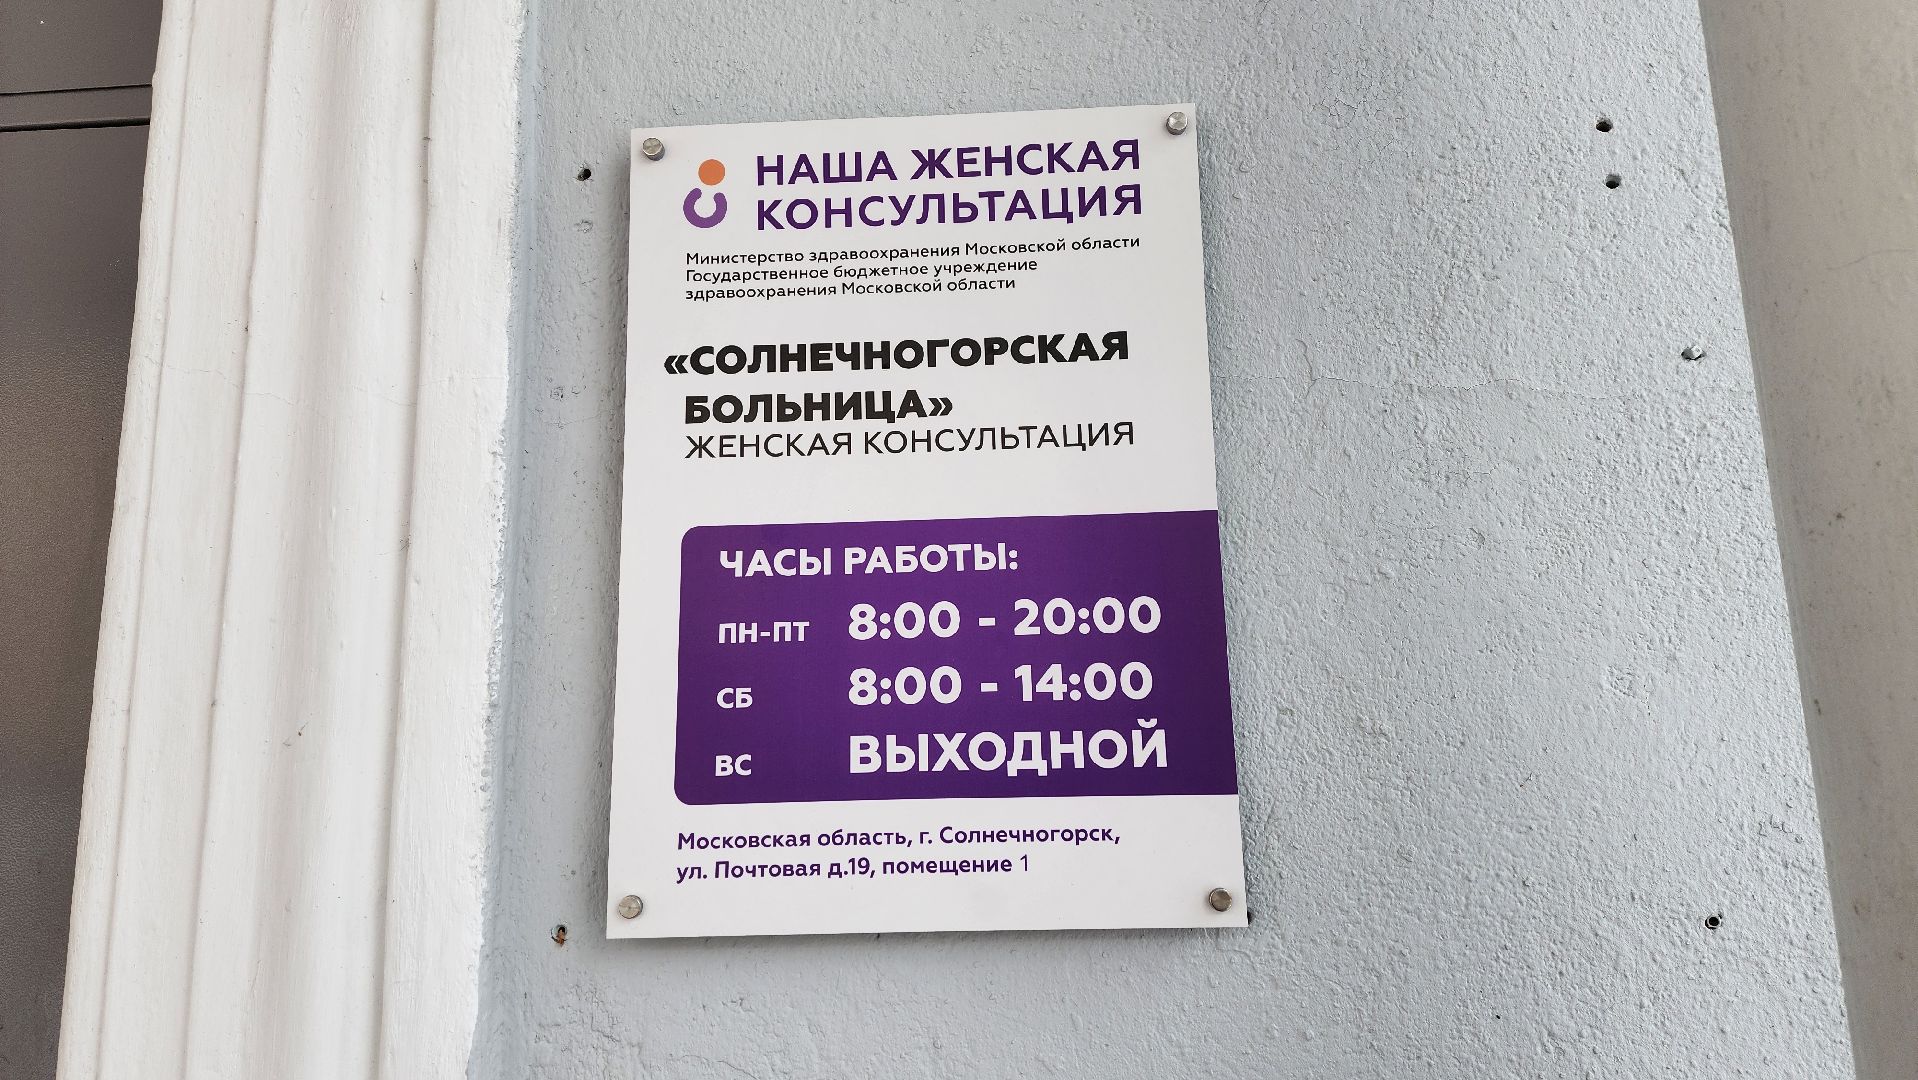 НАША ЖЕНСКАЯ
КОНСУЛЬТАЦИЯ
Министерство здравоохранения Московской области
Государственное бюджетное учреждение
здравоохранения Московской области
«СОЛНЕЧНОГОРСКАЯ
БОЛЬНИЦА»
ЖЕНСКАЯ КОНСУЛЬТАЦИЯ
ЧАСЫ РАБОТЫ:
ПН-ПТ 8:00 - 20:00
СБ 8:00 - 14:00
ВС ВЫХОДНОЙ
Московская область, г. Солнечногорск,
ул. Почтовая д.19, помещение 1